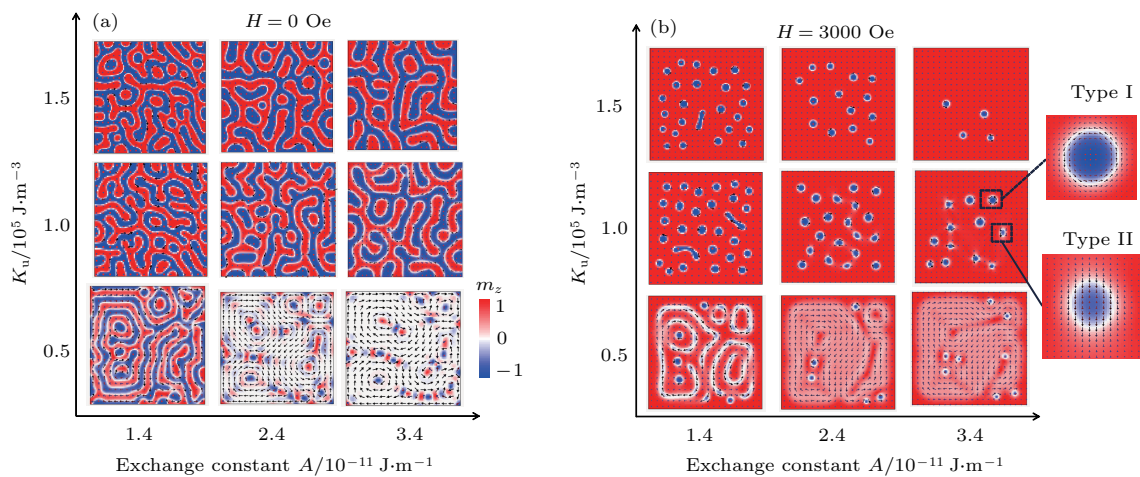 (a)
H = 0 Oe
1.5
1.0
0.5
K_u/10^5 J·m^−3
m_z
1
0
−1
1.4 2.4 3.4
Exchange constant A/10^−11 J·m^−1
(b)
H = 3000 Oe
1.5
1.0
0.5
K_u/10^5 J·m^−3
Type I
Type II
1.4 2.4 3.4
Exchange constant A/10^−11 J·m^−1